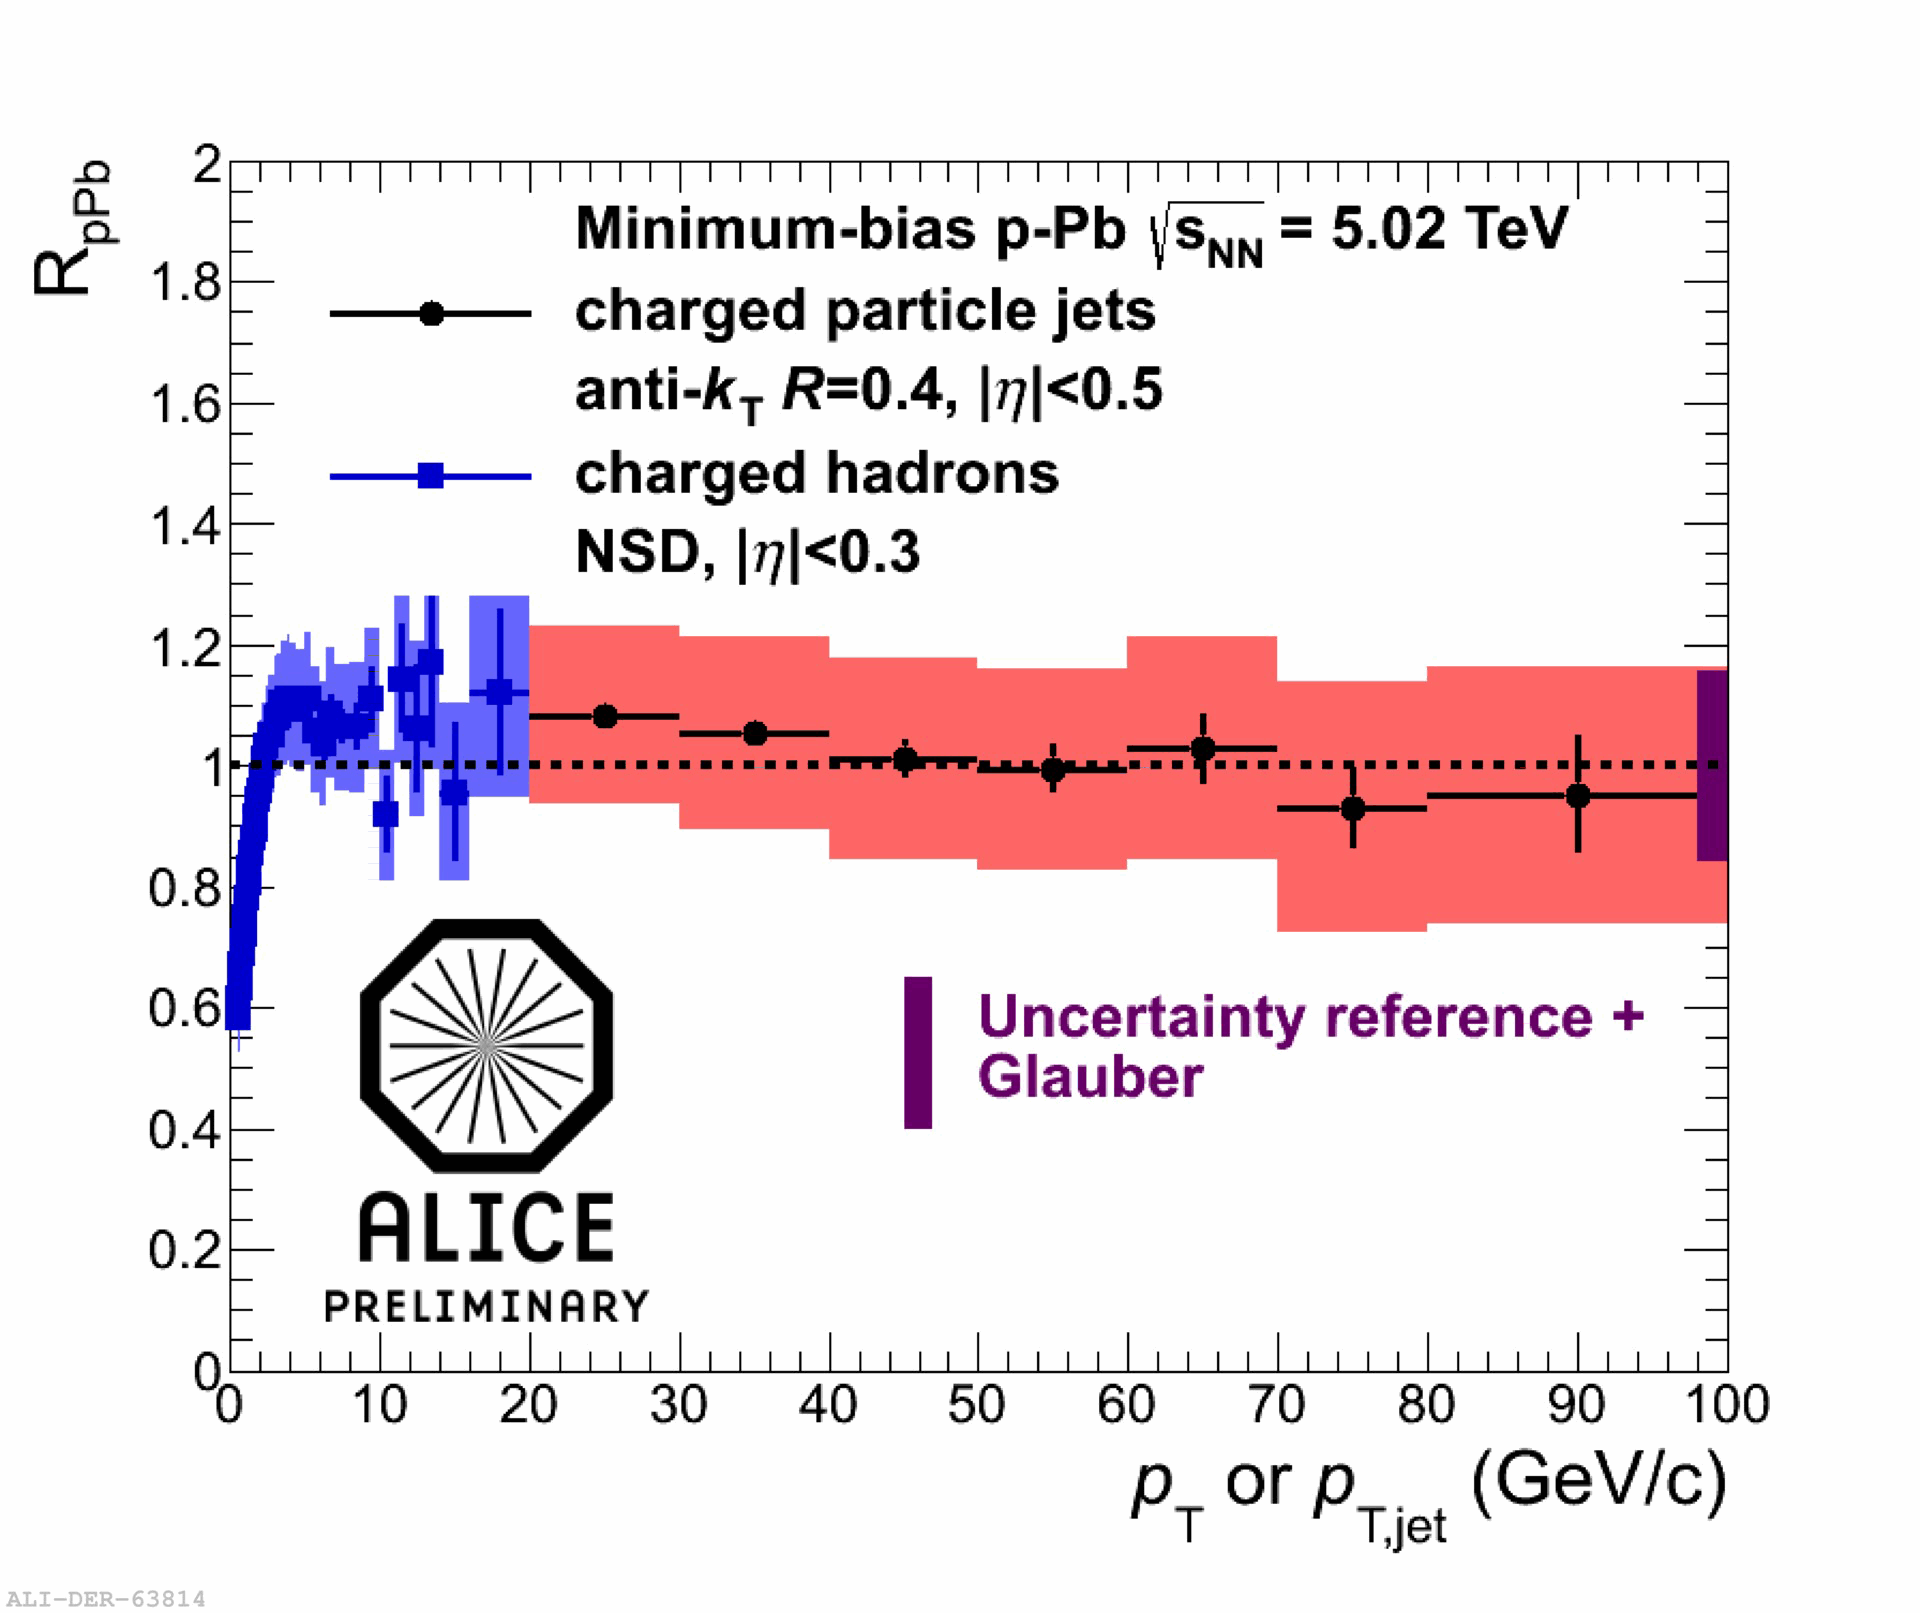 R_pPb
2
1.8
1.6
1.4
1.2
1
0.8
0.6
0.4
0.2
0
Minimum-bias p-Pb √s_NN = 5.02 TeV
charged particle jets
anti-k_T R=0.4, |η|<0.5
charged hadrons
NSD, |η|<0.3
Uncertainty reference +
Glauber
ALICE
PRELIMINARY
0 10 20 30 40 50 60 70 80 90 100
p_T or p_T,jet (GeV/c)
ALI-DER-63814